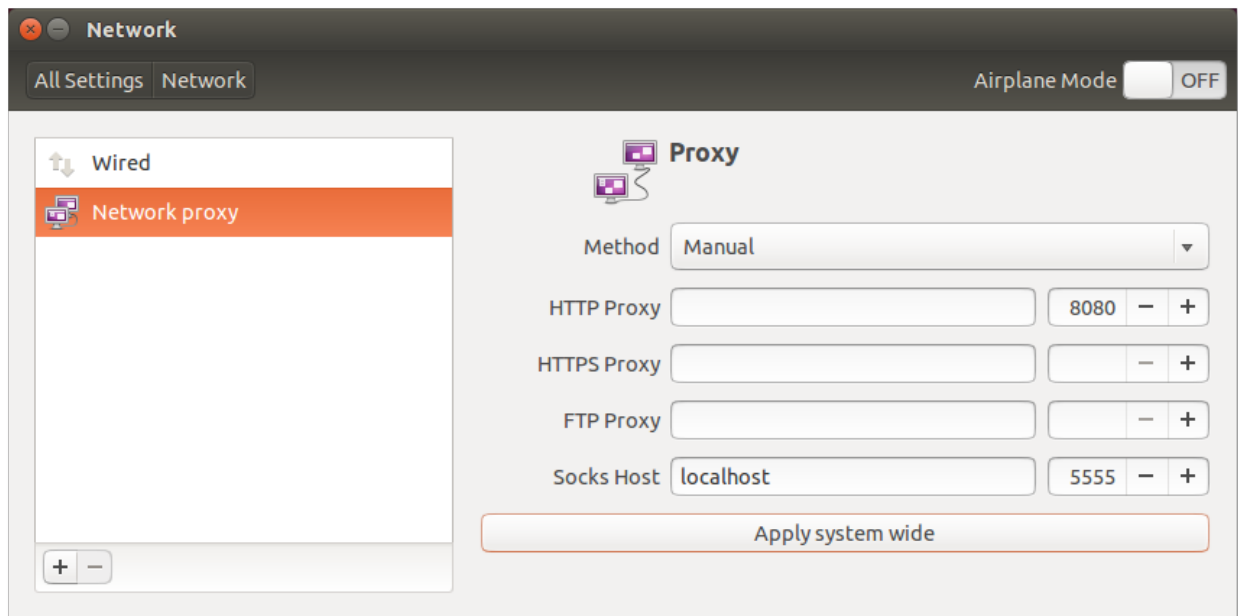 Network
All Settings Network
Airplane Mode OFF
Wired
Network proxy
Proxy
Method Manual
HTTP Proxy 8080 − +
HTTPS Proxy − +
FTP Proxy − +
Socks Host localhost 5555 − +
Apply system wide
+ −